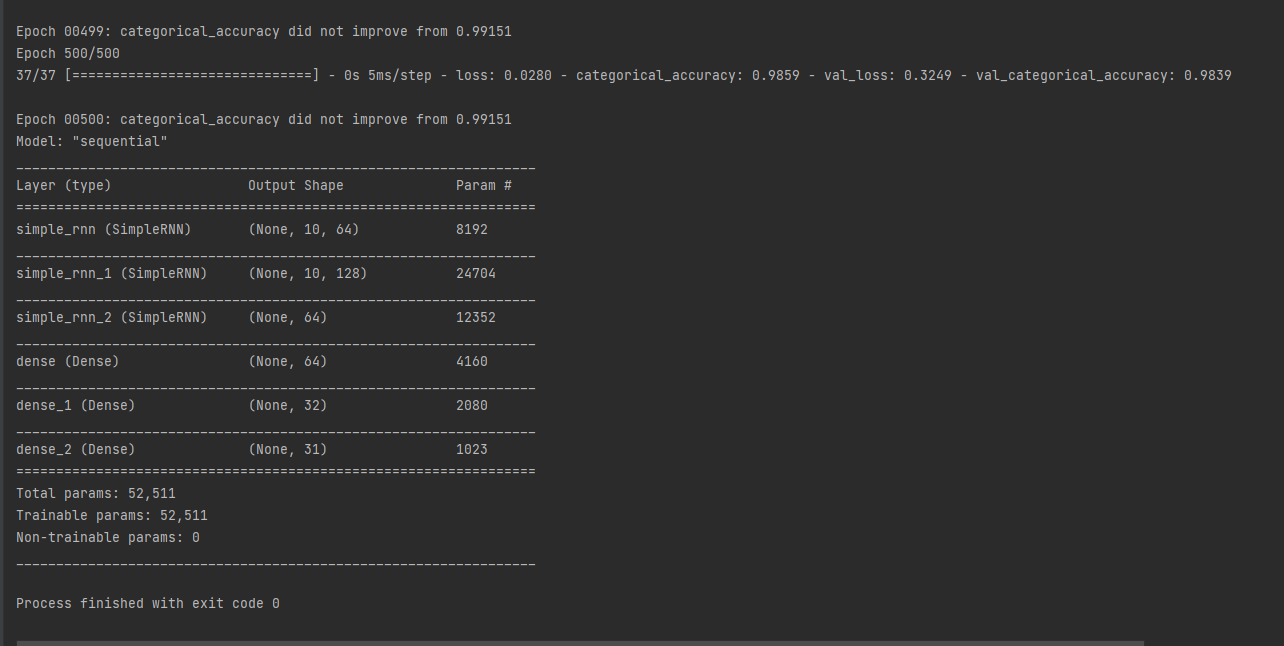 Epoch 00499: categorical_accuracy did not improve from 0.99151
Epoch 500/500
37/37 [==============================] - 0s 5ms/step - loss: 0.0280 - categorical_accuracy: 0.9859 - val_loss: 0.3249 - val_categorical_accuracy: 0.9839
Epoch 00500: categorical_accuracy did not improve from 0.99151
Model: "sequential"
_________________________________________________________________
Layer (type)                 Output Shape              Param #
=================================================================
simple_rnn (SimpleRNN)       (None, 10, 64)            8192
_________________________________________________________________
simple_rnn_1 (SimpleRNN)     (None, 10, 128)           24704
_________________________________________________________________
simple_rnn_2 (SimpleRNN)     (None, 64)                12352
_________________________________________________________________
dense (Dense)                (None, 64)                4160
_________________________________________________________________
dense_1 (Dense)              (None, 32)                2080
_________________________________________________________________
dense_2 (Dense)              (None, 31)                1023
=================================================================
Total params: 52,511
Trainable params: 52,511
Non-trainable params: 0
_________________________________________________________________
Process finished with exit code 0